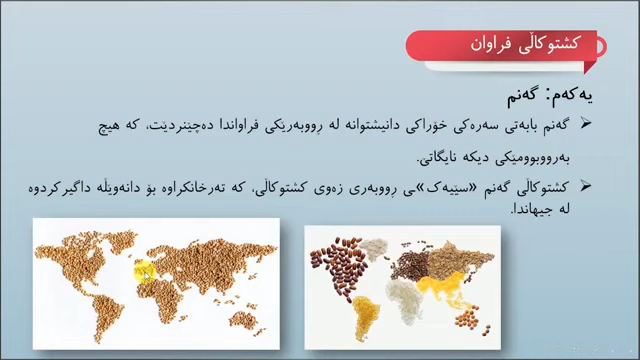 کشتوکاڵی فراوان
یەکەم: گەنم
گەنم بابەتی سەرەکی خۆراکی دانیشتوانە لە ڕووبەرێکی فراواندا دەچێنردێت، کە هیچ
بەرووبوومێکی دیکە نایگاتێ.
کشتوکاڵی گەنم «سێیەک»ی ڕووبەری زەوی کشتوکاڵی، کە تەرخانکراوە بۆ دانەوێڵە داگیرکردوە
لە جیهاندا.